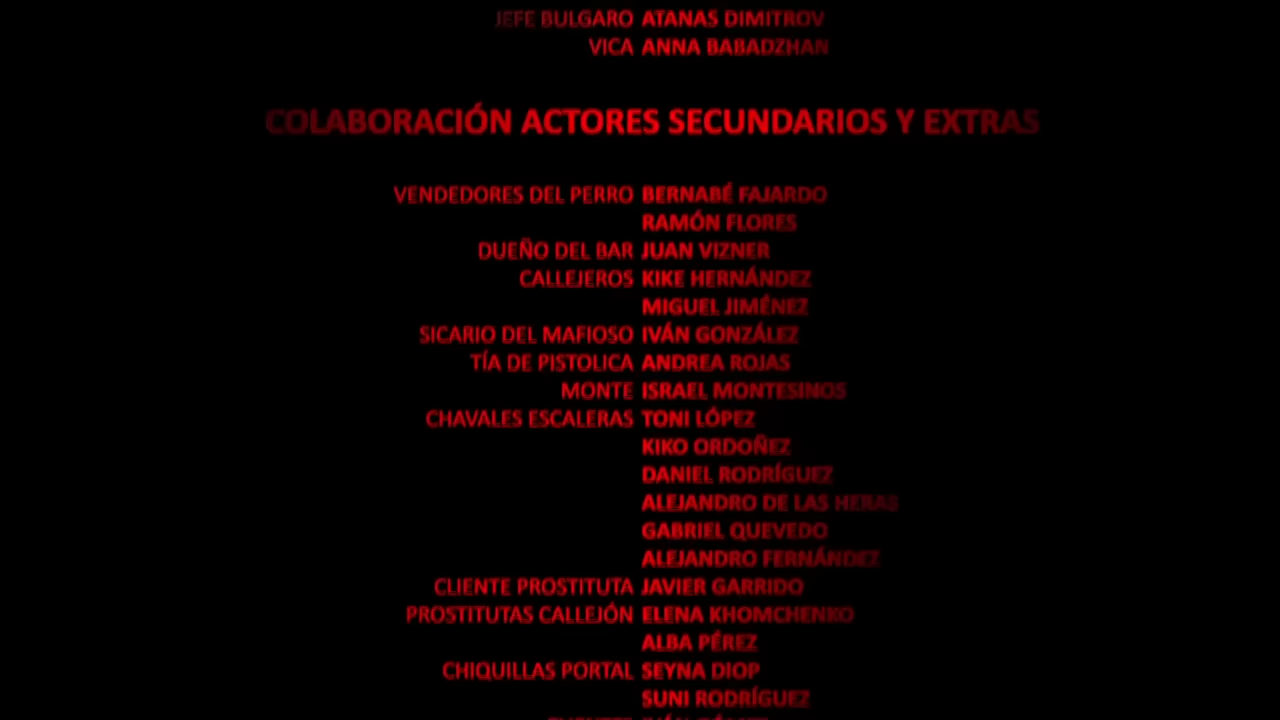 JEFE BULGARO ATANAS DIMITROV
VICA ANNA BABADZHAN
COLABORACIÓN ACTORES SECUNDARIOS Y EXTRAS
VENDEDORES DEL PERRO BERNABÉ FAJARDO
RAMÓN FLORES
DUEÑO DEL BAR JUAN VIZNER
CALLEJEROS KIKE HERNÁNDEZ
MIGUEL JIMÉNEZ
SICARIO DEL MAFIOSO IVÁN GONZÁLEZ
TÍA DE PISTOLICA ANDREA ROJAS
MONTE ISRAEL MONTESINOS
CHAVALES ESCALERAS TONI LÓPEZ
KIKO ORDOÑEZ
DANIEL RODRÍGUEZ
ALEJANDRO DE LAS HERAS
GABRIEL QUEVEDO
ALEJANDRO FERNÁNDEZ
CLIENTE PROSTITUTA JAVIER GARRIDO
PROSTITUTAS CALLEJÓN ELENA KHOMCHENKO
ALBA PÉREZ
CHIQUILLAS PORTAL SEYNA DIOP
SUNI RODRÍGUEZ